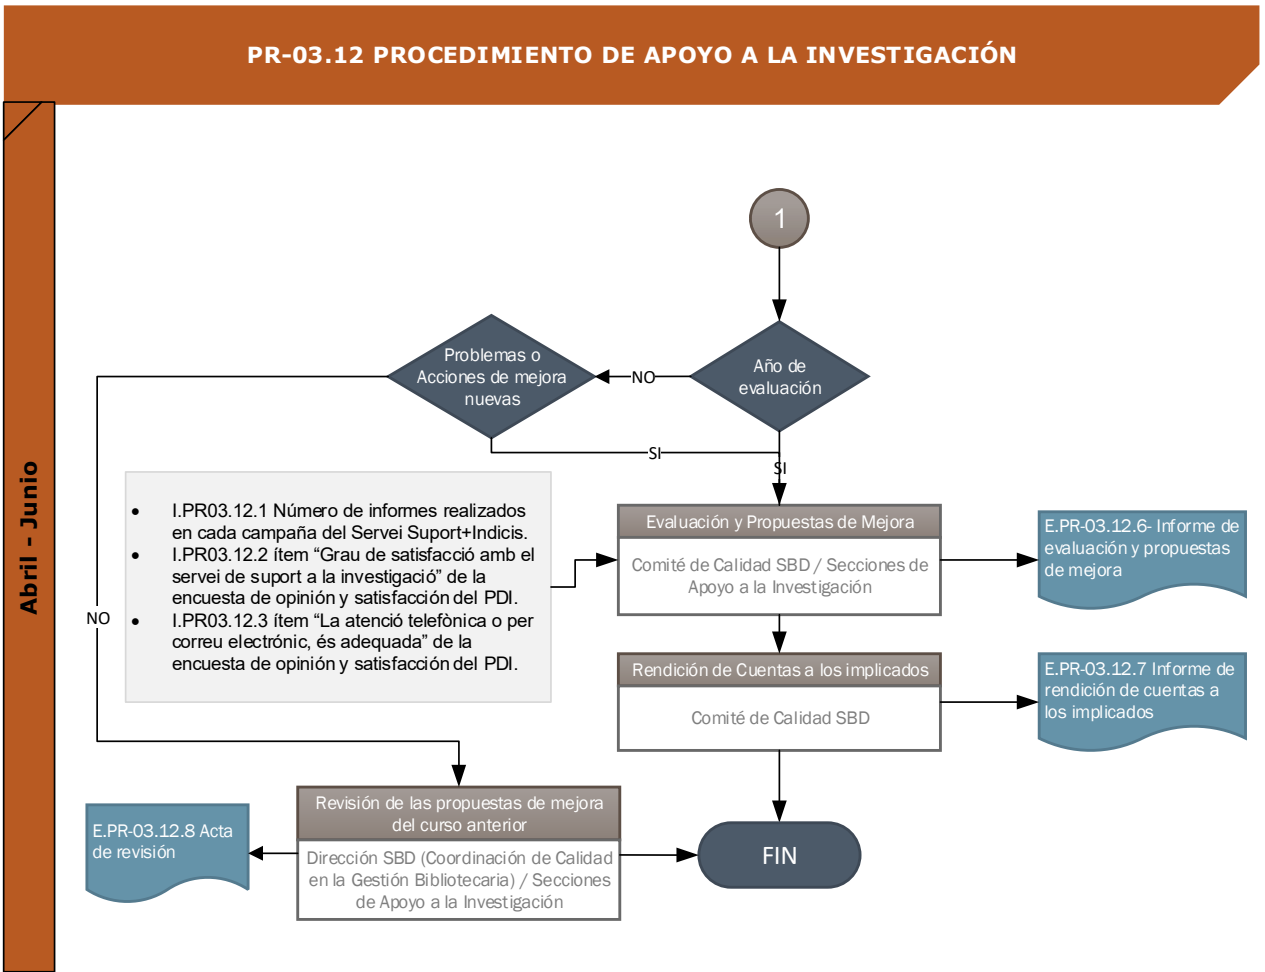 PR-03.12 PROCEDIMIENTO DE APOYO A LA INVESTIGACIÓN
Abril - Junio
1
Año de
evaluación
NO
Problemas o
Acciones de mejora
nuevas
SI
SI
NO
• I.PR03.12.1 Número de informes realizados
en cada campaña del Servei Suport+Indicis.
• I.PR03.12.2 ítem “Grau de satisfacció amb el
servei de suport a la investigació” de la
encuesta de opinión y satisfacción del PDI.
• I.PR03.12.3 ítem “La atenció telefònica o per
correu electrónic, és adequada” de la
encuesta de opinión y satisfacción del PDI.
Evaluación y Propuestas de Mejora
Comité de Calidad SBD / Secciones de
Apoyo a la Investigación
E.PR-03.12.6- Informe de
evaluación y propuestas
de mejora
Rendición de Cuentas a los implicados
Comité de Calidad SBD
E.PR-03.12.7 Informe de
rendición de cuentas a
los implicados
Revisión de las propuestas de mejora
del curso anterior
Dirección SBD (Coordinación de Calidad
en la Gestión Bibliotecaria) / Secciones
de Apoyo a la Investigación
E.PR-03.12.8 Acta
de revisión
FIN